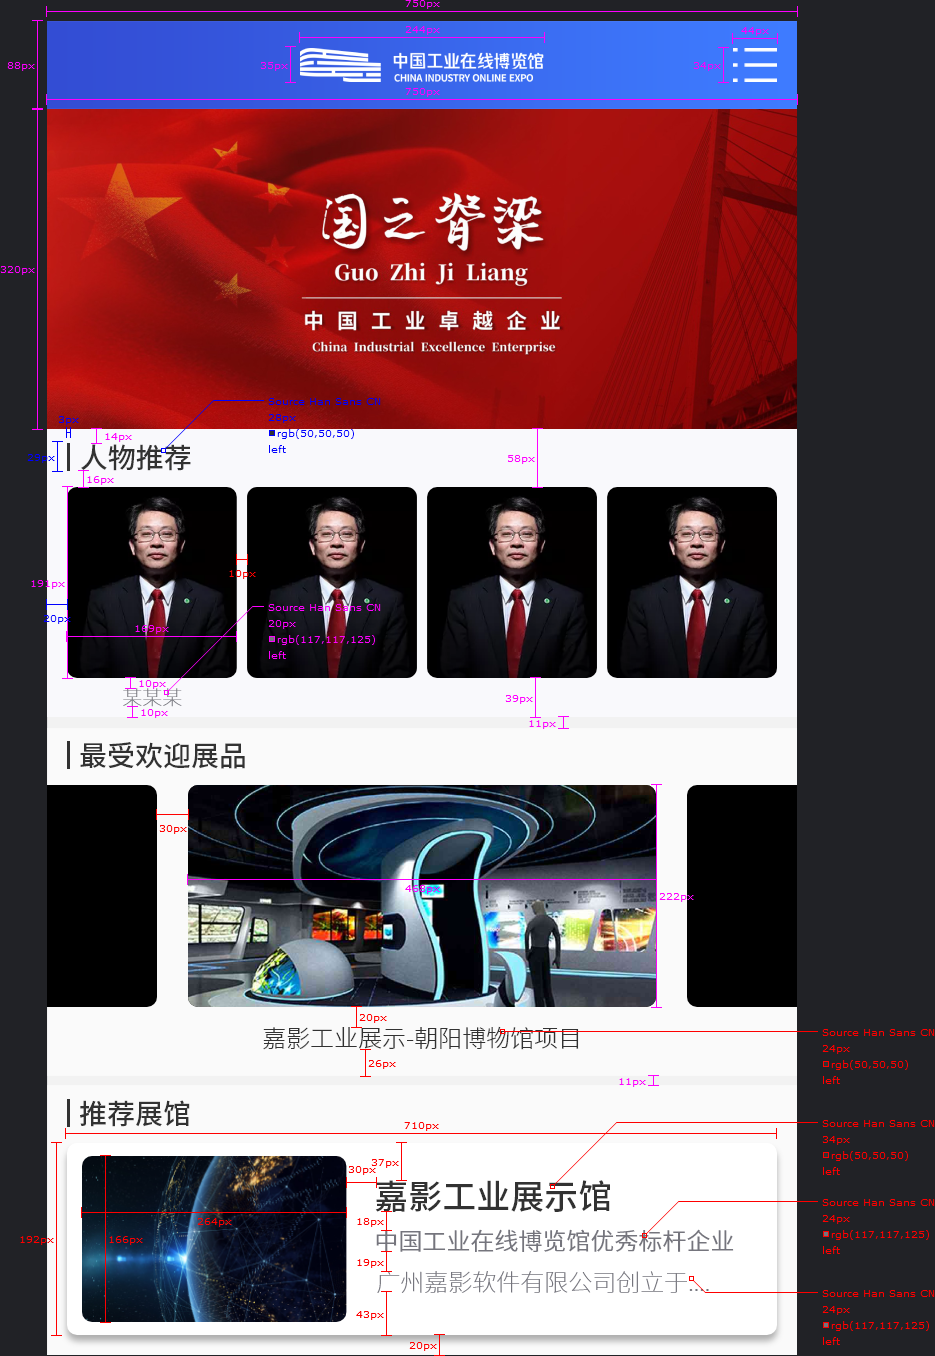 750px
244px
44px
88px
35px
34px
中国工业在线博览馆
CHINA INDUSTRY ONLINE EXPO
750px
320px
国之脊梁
Guo Zhi Ji Liang
中国工业卓越企业
China Industrial Excellence Enterprise
3px
14px
Source Han Sans CN
28px
rgb(50,50,50)
left
人物推荐
58px
16px
191px
10px
20px
169px
Source Han Sans CN
20px
rgb(117,117,125)
left
10px
某某某
10px
39px
11px
最受欢迎展品
30px
468px
222px
20px
嘉影工业展示-朝阳博物馆项目
26px
Source Han Sans CN
24px
rgb(50,50,50)
left
11px
推荐展馆
710px
Source Han Sans CN
34px
rgb(50,50,50)
left
37px
30px
嘉影工业展示馆
192px
264px
166px
18px
中国工业在线博览馆优秀标杆企业
Source Han Sans CN
24px
rgb(117,117,125)
left
19px
广州嘉影软件有限公司创立于....
43px
Source Han Sans CN
24px
rgb(117,117,125)
left
20px